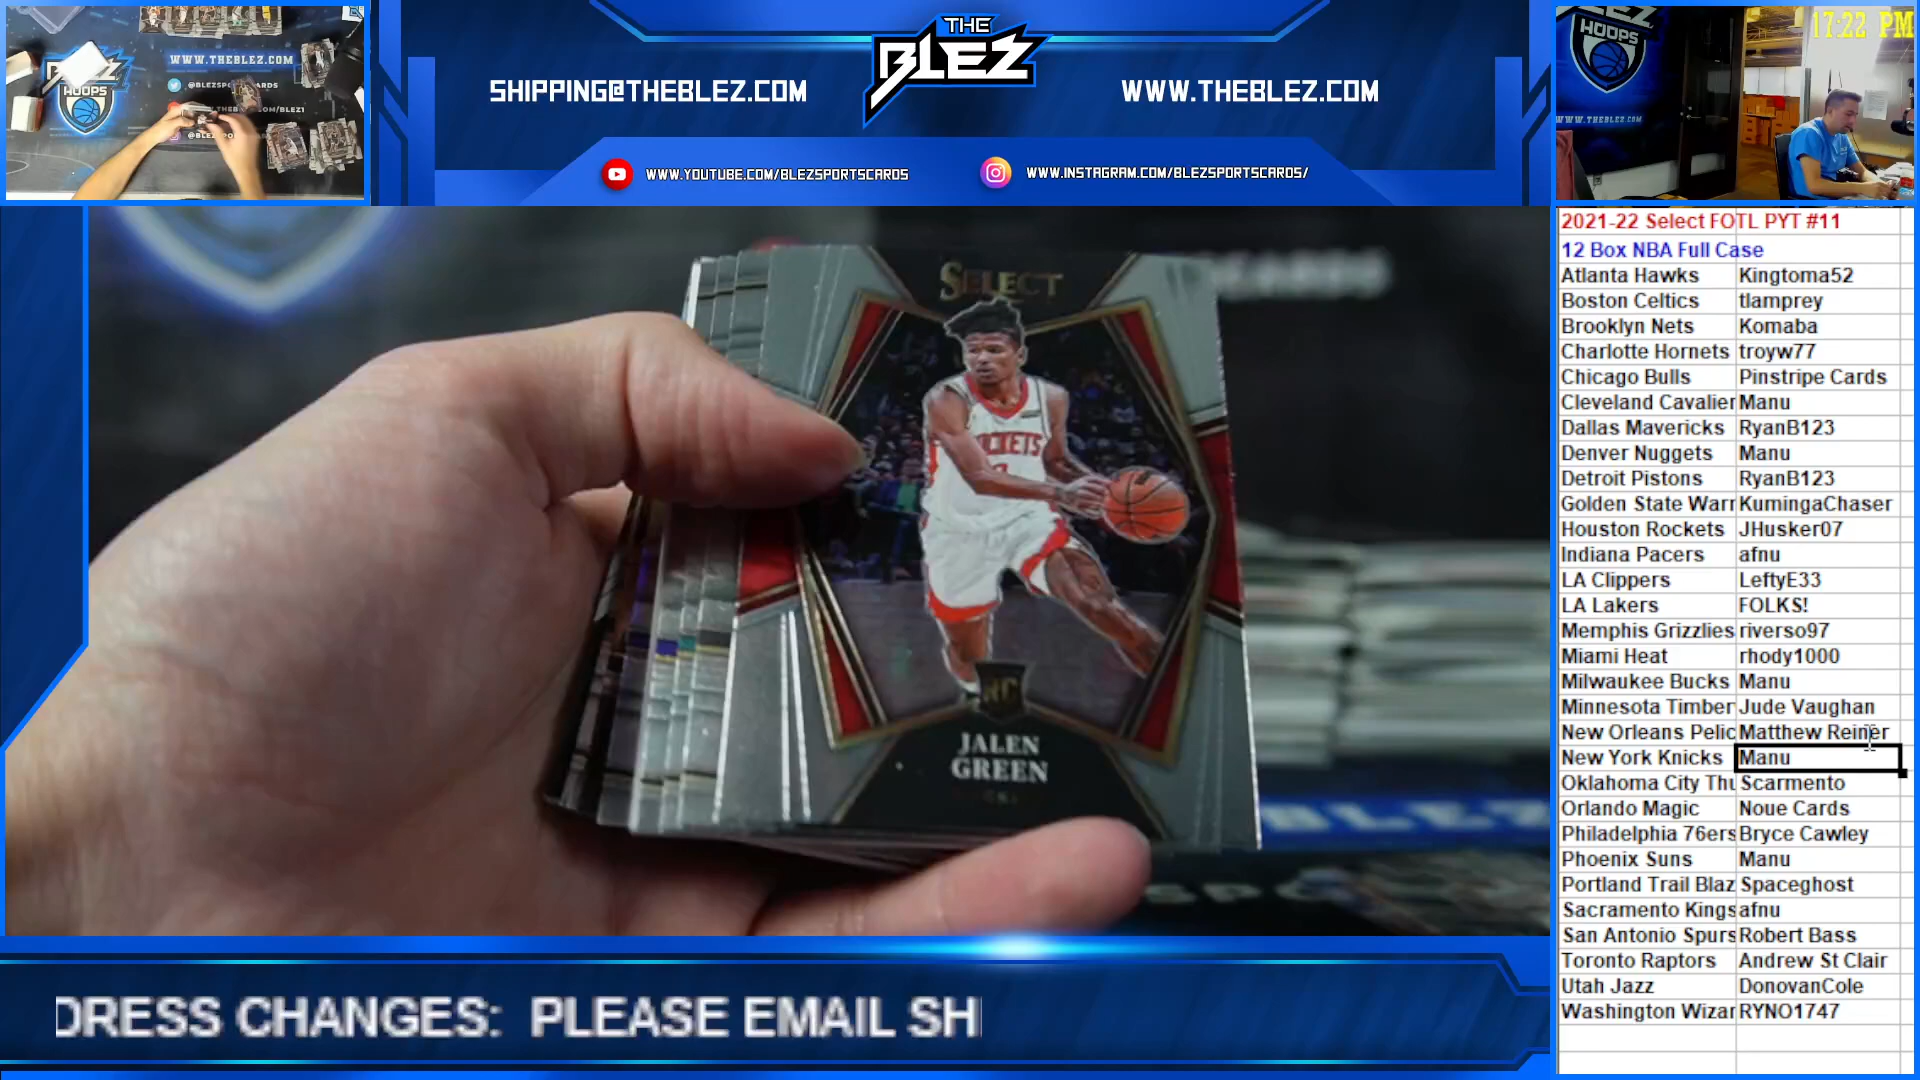 WWW.THEBLEZ.COM
HOOPS
THE
BLEZ
SHIPPING@THEBLEZ.COM
WWW.THEBLEZ.COM
WWW.YOUTUBE.COM/BLEZSPORTSCARDS
WWW.INSTAGRAM.COM/BLEZSPORTSCARDS/
HOOPS
WWW.THEBLEZ.COM
17:22 PM
SELECT
JALEN
GREEN
RC
2021-22 Select FOTL PYT #11
12 Box NBA Full Case
Atlanta Hawks Kingtoma52
Boston Celtics tlamprey
Brooklyn Nets Komaba
Charlotte Hornets troyw77
Chicago Bulls Pinstripe Cards
Cleveland Cavalier Manu
Dallas Mavericks RyanB123
Denver Nuggets Manu
Detroit Pistons RyanB123
Golden State Warr KumingaChaser
Houston Rockets JHusker07
Indiana Pacers afnu
LA Clippers LeftyE33
LA Lakers FOLKS!
Memphis Grizzlies riverso97
Miami Heat rhody1000
Milwaukee Bucks Manu
Minnesota Timber Jude Vaughan
New Orleans Pelic Matthew Reiner
New York Knicks Manu
Oklahoma City Thu Scarmento
Orlando Magic Noue Cards
Philadelphia 76ers Bryce Cawley
Phoenix Suns Manu
Portland Trail Blaz Spaceghost
Sacramento Kings afnu
San Antonio Spurs Robert Bass
Toronto Raptors Andrew St Clair
Utah Jazz DonovanCole
Washington Wizar RYNO1747
DRESS CHANGES: PLEASE EMAIL SH